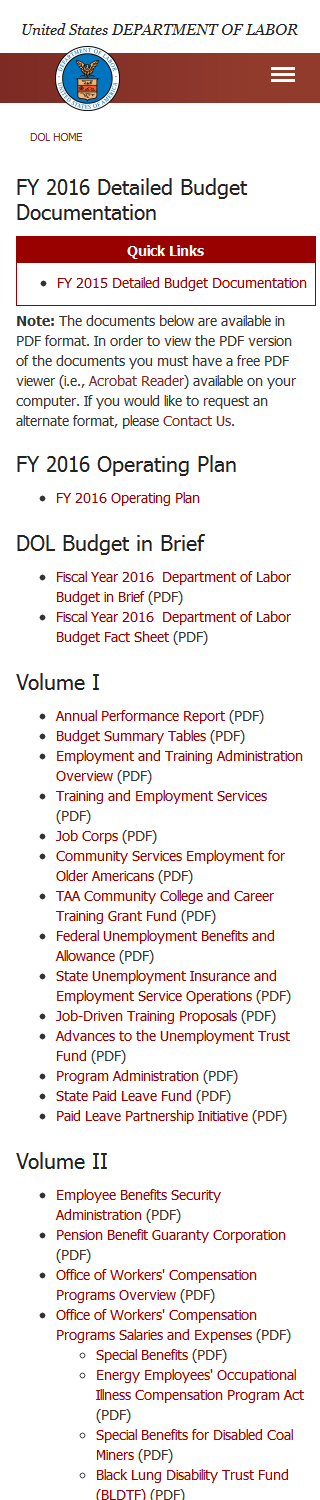 United States DEPARTMENT OF LABOR
DEPARTMENT OF LABOR
UNITED STATES OF AMERICA
DOL HOME
FY 2016 Detailed Budget
Documentation
Quick Links
• FY 2015 Detailed Budget Documentation
Note: The documents below are available in
PDF format. In order to view the PDF version
of the documents you must have a free PDF
viewer (i.e., Acrobat Reader) available on your
computer. If you would like to request an
alternate format, please Contact Us.
FY 2016 Operating Plan
• FY 2016 Operating Plan
DOL Budget in Brief
• Fiscal Year 2016  Department of Labor
Budget in Brief (PDF)
• Fiscal Year 2016  Department of Labor
Budget Fact Sheet (PDF)
Volume I
• Annual Performance Report (PDF)
• Budget Summary Tables (PDF)
• Employment and Training Administration
Overview (PDF)
• Training and Employment Services
(PDF)
• Job Corps (PDF)
• Community Services Employment for
Older Americans (PDF)
• TAA Community College and Career
Training Grant Fund (PDF)
• Federal Unemployment Benefits and
Allowance (PDF)
• State Unemployment Insurance and
Employment Service Operations (PDF)
• Job-Driven Training Proposals (PDF)
• Advances to the Unemployment Trust
Fund (PDF)
• Program Administration (PDF)
• State Paid Leave Fund (PDF)
• Paid Leave Partnership Initiative (PDF)
Volume II
• Employee Benefits Security
Administration (PDF)
• Pension Benefit Guaranty Corporation
(PDF)
• Office of Workers' Compensation
Programs Overview (PDF)
• Office of Workers' Compensation
Programs Salaries and Expenses (PDF)
◦ Special Benefits (PDF)
◦ Energy Employees' Occupational
Illness Compensation Program Act
(PDF)
◦ Special Benefits for Disabled Coal
Miners (PDF)
◦ Black Lung Disability Trust Fund
(BLDTF) (PDF)